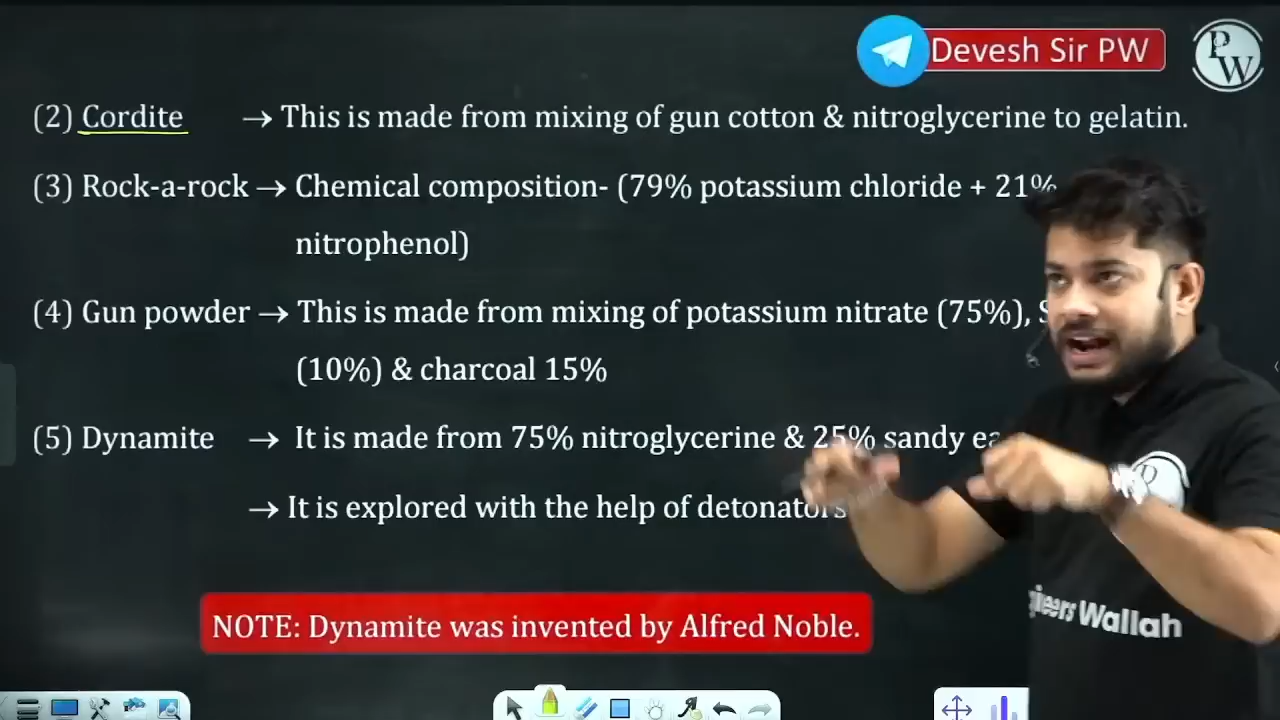 Devesh Sir PW
PW
(2) Cordite → This is made from mixing of gun cotton & nitroglycerine to gelatin.
(3) Rock-a-rock → Chemical composition- (79% potassium chloride + 21%
nitrophenol)
(4) Gun powder → This is made from mixing of potassium nitrate (75%),
(10%) & charcoal 15%
(5) Dynamite → It is made from 75% nitroglycerine & 25% sandy
→ It is explored with the help of detonators
Wallah
NOTE: Dynamite was invented by Alfred Noble.